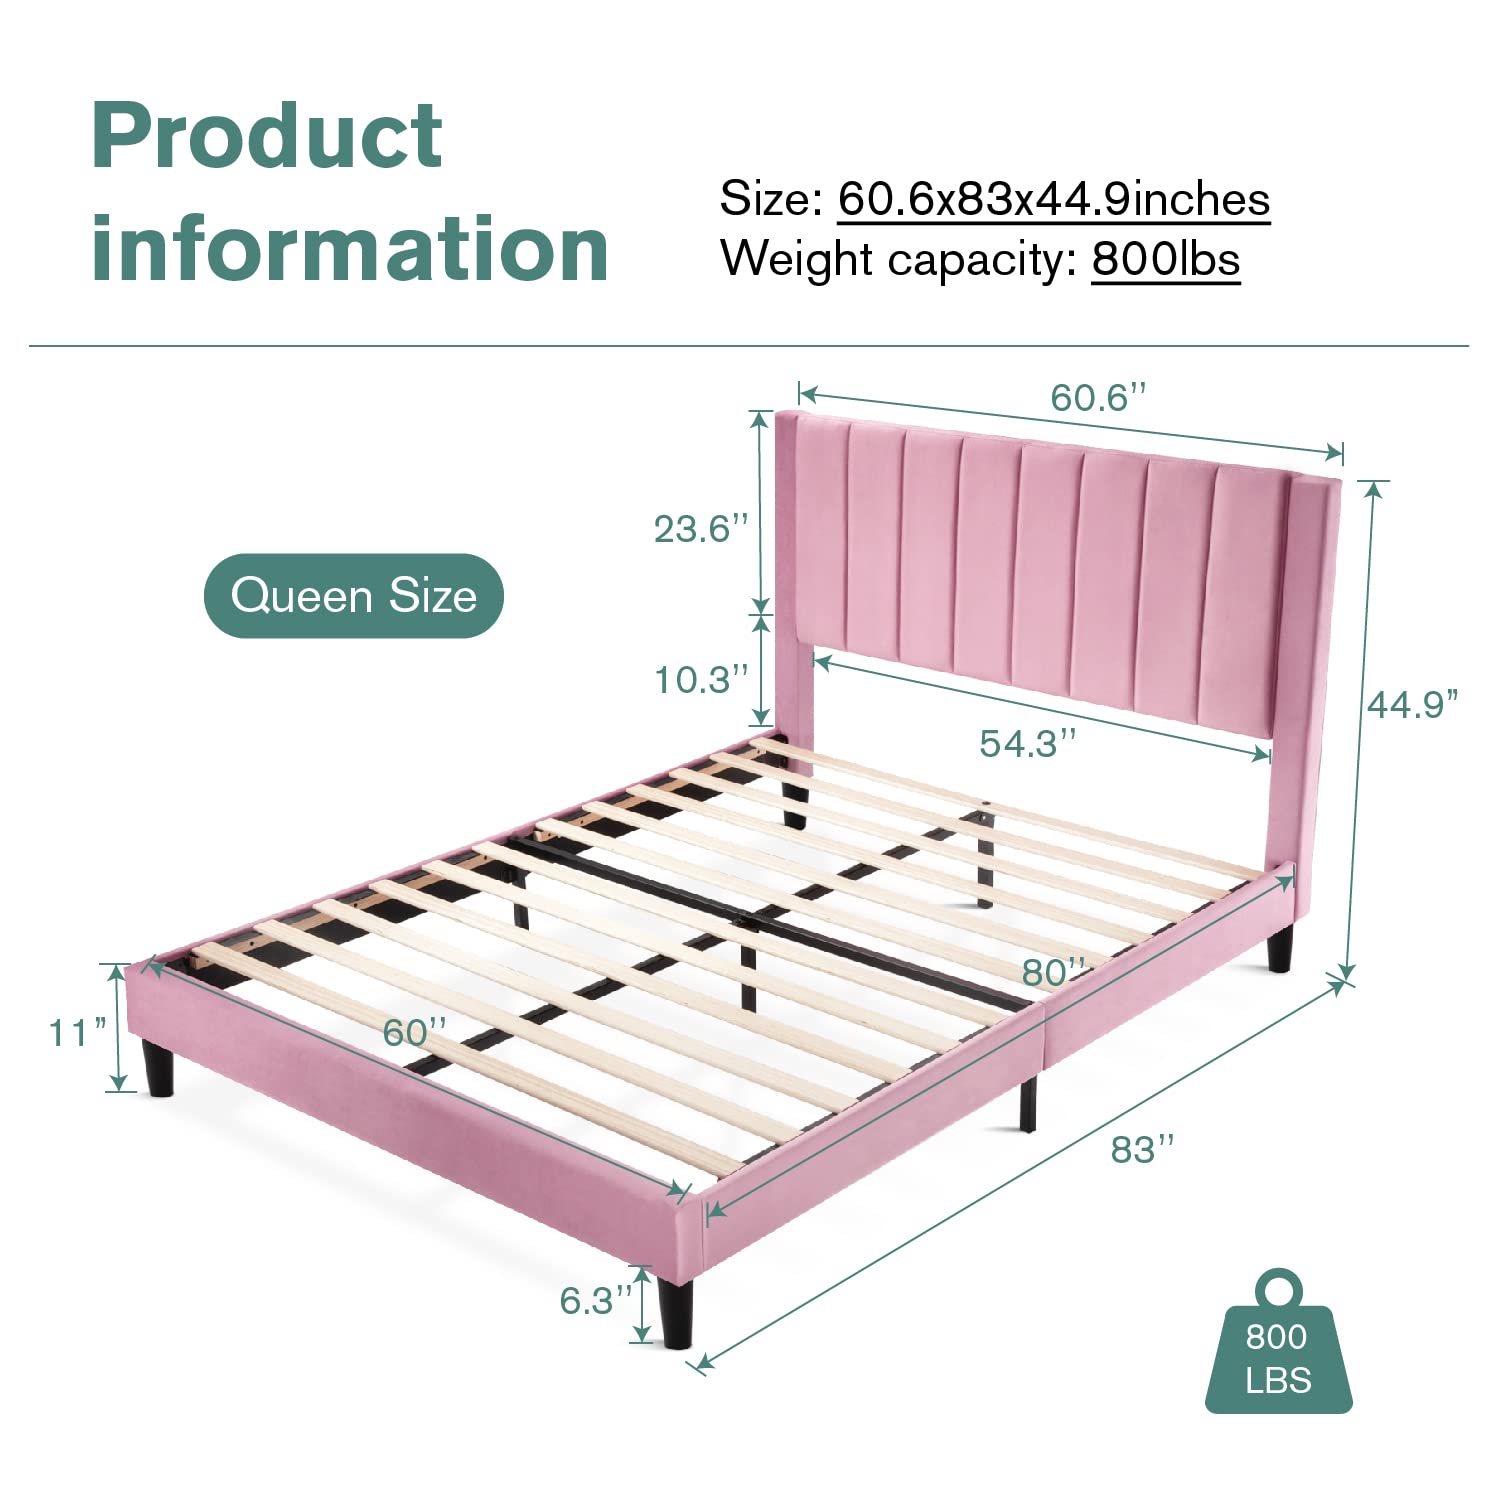 Product
information
Size: 60.6x83x44.9inches
Weight capacity: 800lbs
60.6’’
23.6’’
Queen Size
10.3’’
44.9”
54.3’’
80’’
11”
60’’
83’’
6.3’’
800
LBS